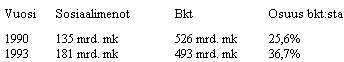 Vuosi Sosiaalimenot Bkt Osuus bkt:sta
1990 135 mrd. mk 526 mrd. mk 25,6%
1993 181 mrd. mk 493 mrd. mk 36,7%